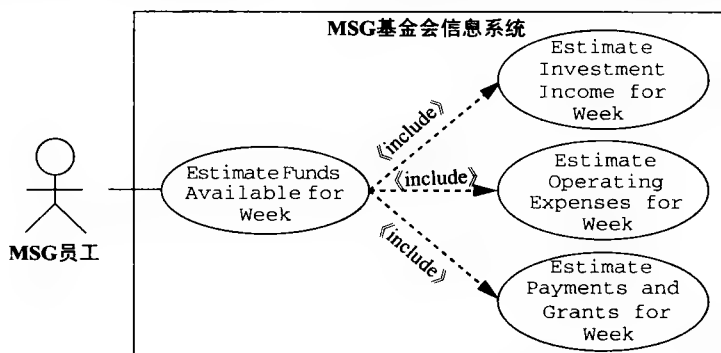 MSG基金会信息系统
Estimate
Investment
Income for
Week
《include》
Estimate Funds
Available for
Week
《include》
Estimate
Operating
Expenses for
Week
MSG员工
《include》
Estimate
Payments and
Grants for
Week